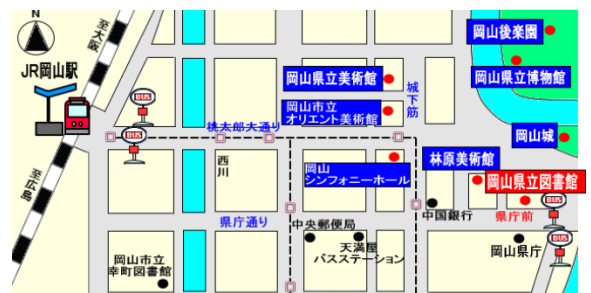 N
至大阪
JR岡山駅
BUS
BUS
至広島
桃太郎大通り
西川
県庁通り
岡山市立
幸町図書館
岡山県立美術館
岡山市立
オリエント美術館
城下筋
岡山後楽園
岡山県立博物館
岡山城
岡山
シンフォニーホール
林原美術館
岡山県立図書館
中国銀行
県庁前
BUS
BUS
中央郵便局
天満屋
バスステーション
岡山県庁